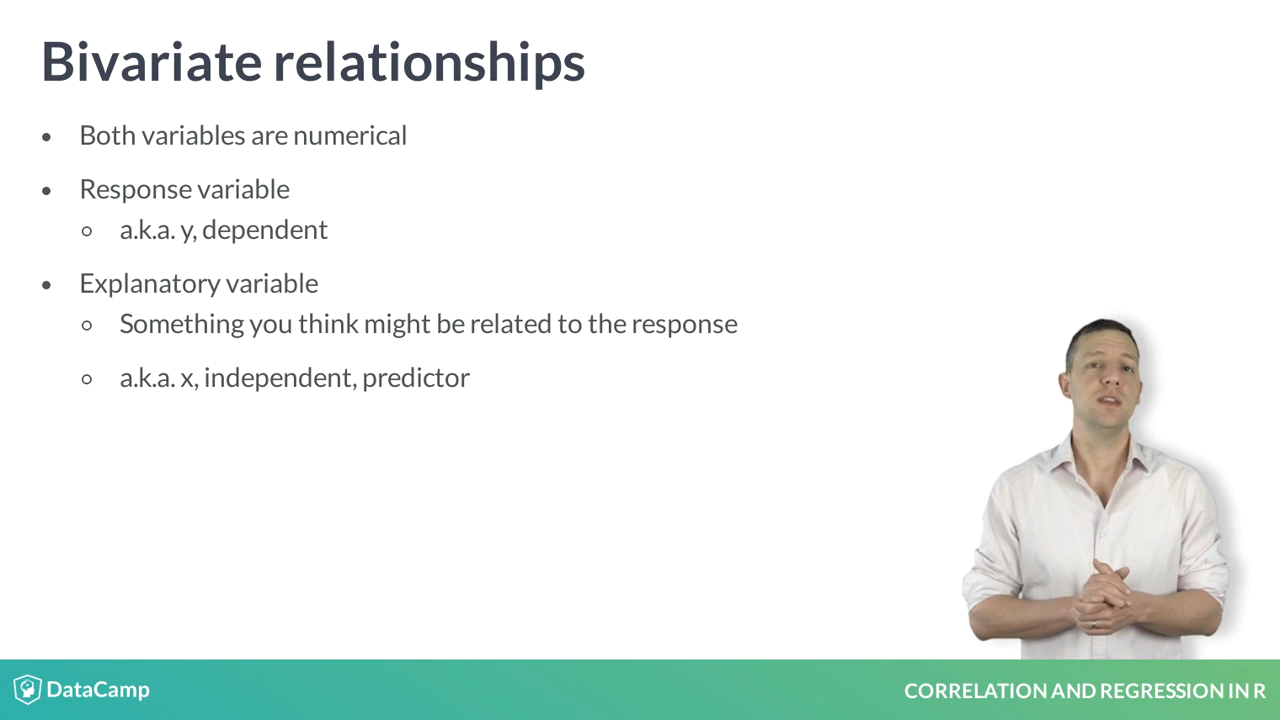 Bivariate relationships
Both variables are numerical
Response variable
a.k.a. y, dependent
Explanatory variable
Something you think might be related to the response
a.k.a. x, independent, predictor
DataCamp
CORRELATION AND REGRESSION IN R